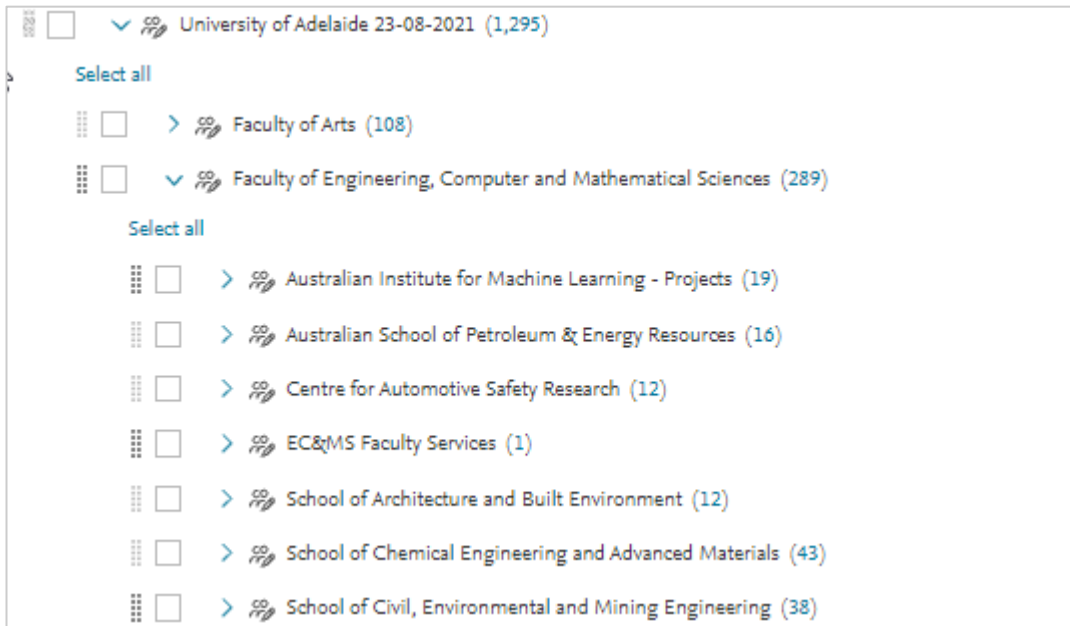 University of Adelaide 23-08-2021 (1,295)
Select all
Faculty of Arts (108)
Faculty of Engineering, Computer and Mathematical Sciences (289)
Select all
Australian Institute for Machine Learning - Projects (19)
Australian School of Petroleum & Energy Resources (16)
Centre for Automotive Safety Research (12)
EC&MS Faculty Services (1)
School of Architecture and Built Environment (12)
School of Chemical Engineering and Advanced Materials (43)
School of Civil, Environmental and Mining Engineering (38)